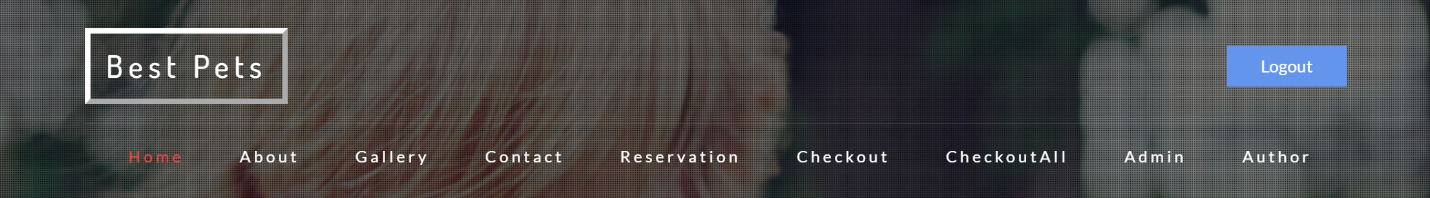 Best Pets
Logout
Home About Gallery Contact Reservation Checkout CheckoutAll Admin Author